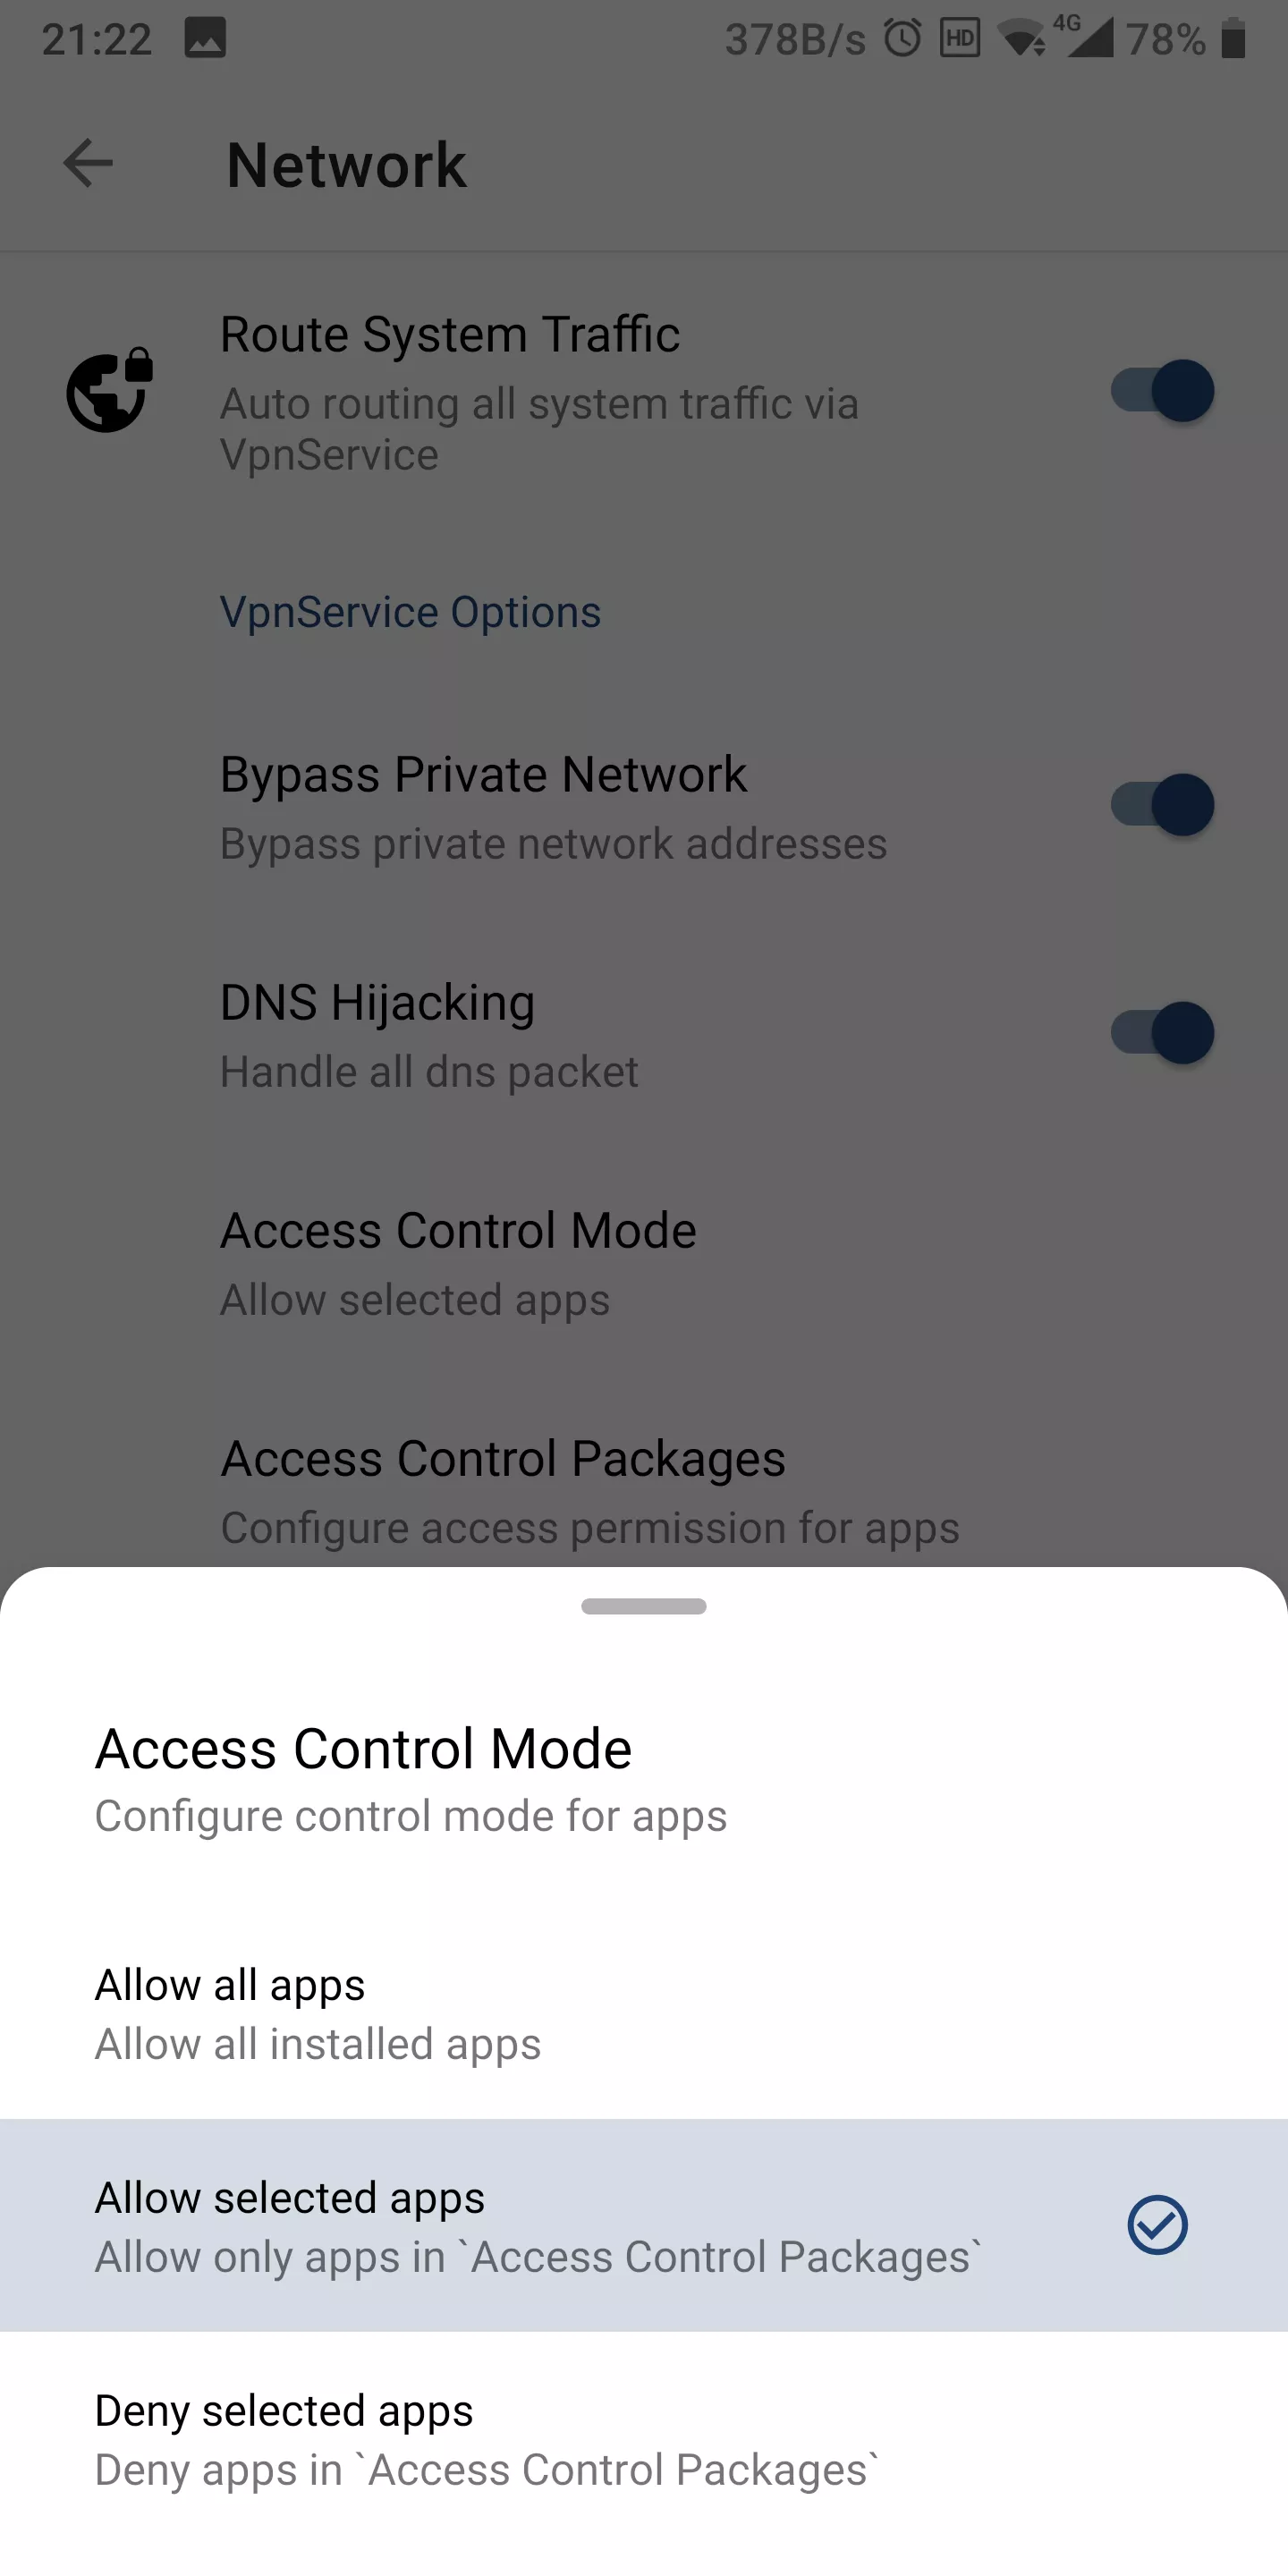 21:22 378B/s HD 4G 78%
Network
Route System Traffic
Auto routing all system traffic via
VpnService
VpnService Options
Bypass Private Network
Bypass private network addresses
DNS Hijacking
Handle all dns packet
Access Control Mode
Allow selected apps
Access Control Packages
Configure access permission for apps
Access Control Mode
Configure control mode for apps
Allow all apps
Allow all installed apps
Allow selected apps
Allow only apps in `Access Control Packages`
Deny selected apps
Deny apps in `Access Control Packages`